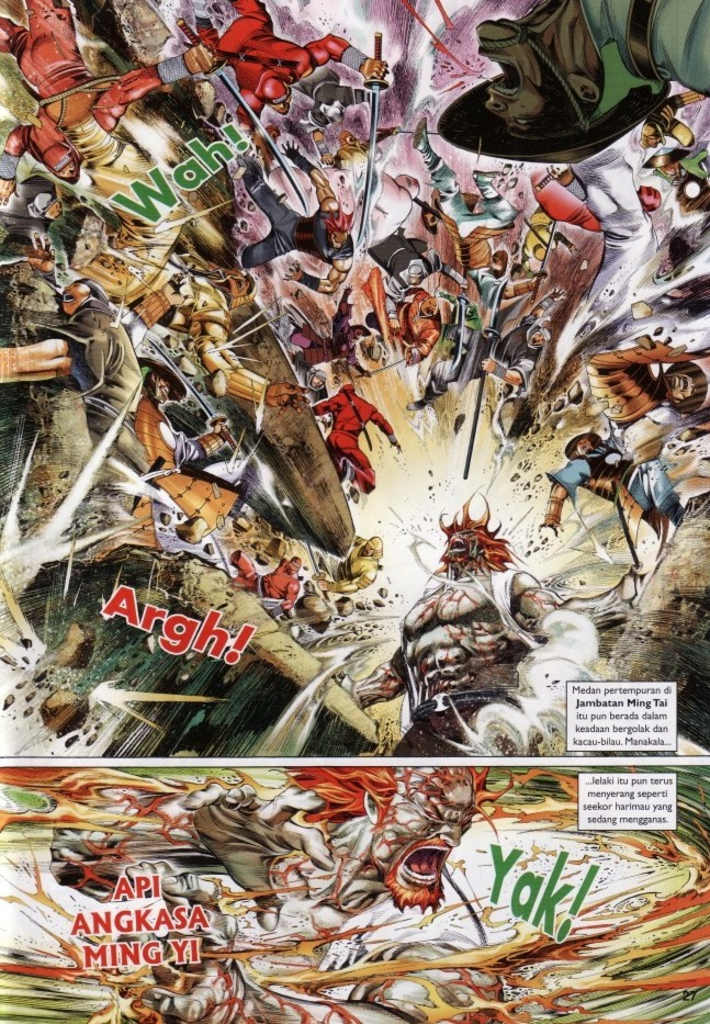 Wah!
Argh!
Medan pertempuran di
Jambatan Ming Tai
itu pun berada dalam
keadaan bergolak dan
kacau-bilau. Manakala...
...lelaki itu pun terus
menyerang seperti
seekor harimau yang
sedang mengganas.
Yak!
API
ANGKASA
MING YI
27